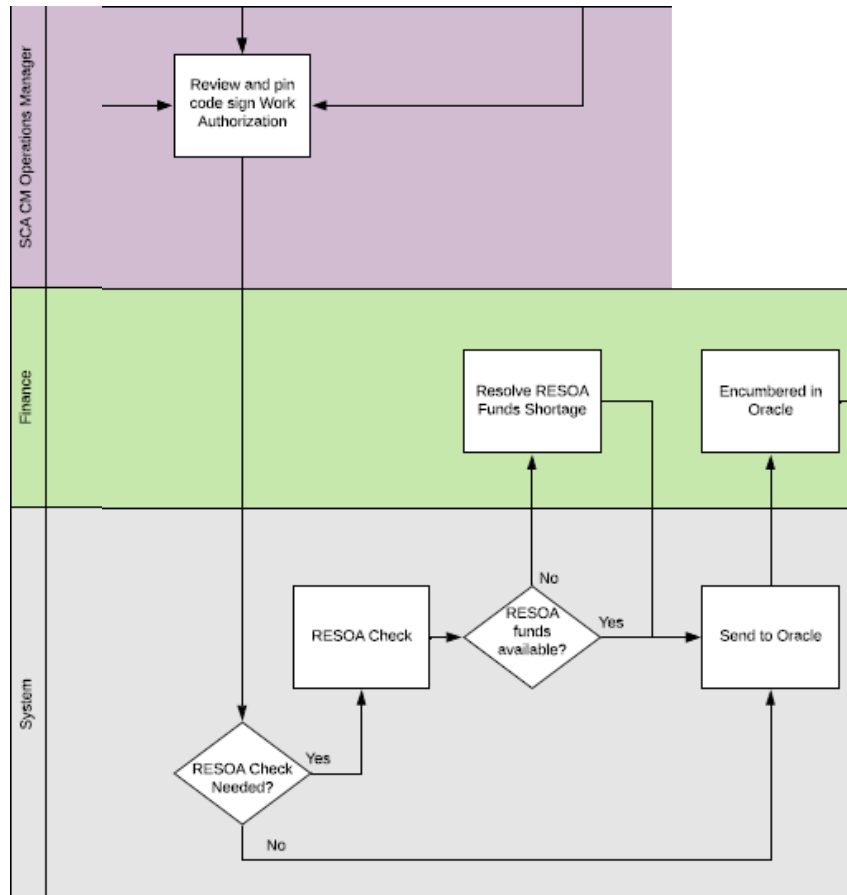 SCA CM Operations Manager
Review and pin
code sign Work
Authorization
Finance
Resolve RESOA
Funds Shortage
Encumbered in
Oracle
System
No
RESOA Check
RESOA
funds
available?
Yes
Send to Oracle
RESOA Check
Needed?
Yes
No